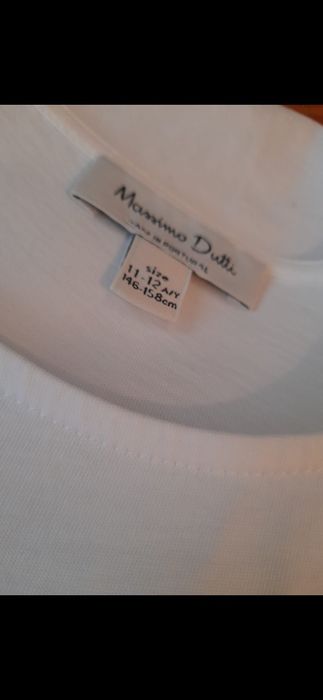 Massimo Dutti
MADE IN PORTUGAL
size
11-12 A/Y
146-158cm